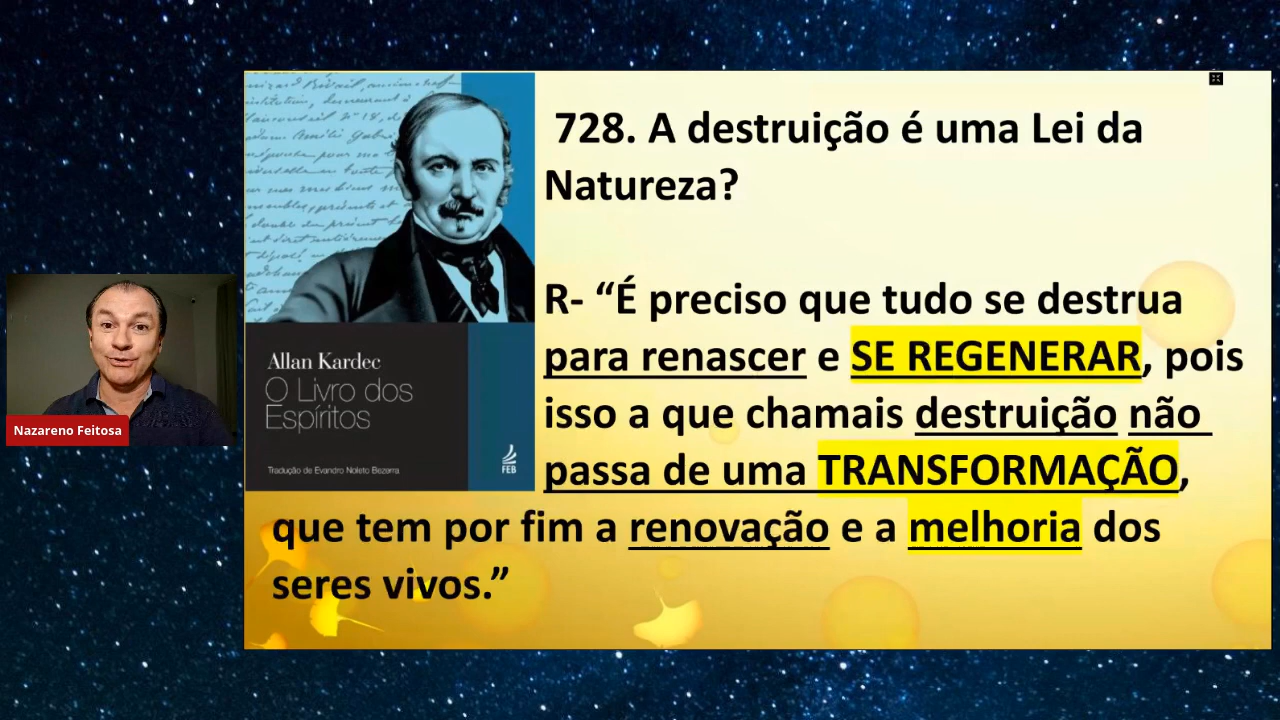 728. A destruição é uma Lei da
Natureza?
R- “É preciso que tudo se destrua
para renascer e SE REGENERAR, pois
isso a que chamais destruição não
passa de uma TRANSFORMAÇÃO,
que tem por fim a renovação e a melhoria dos
seres vivos.”
Allan Kardec
O Livro dos
Espíritos
Tradução de Evandro Noleto Bezerra
FEB
Nazareno Feitosa